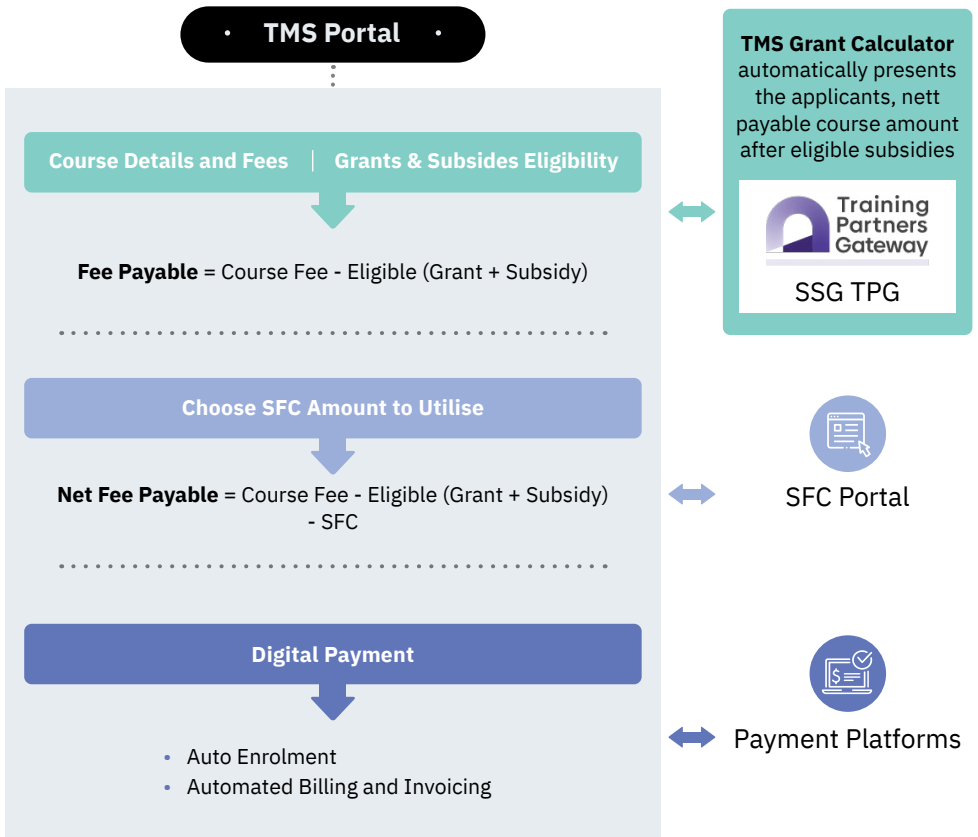 • TMS Portal •
TMS Grant Calculator
automatically presents
the applicants, nett
payable course amount
after eligible subsidies
Training
Partners
Gateway
SSG TPG
Course Details and Fees | Grants & Subsides Eligibility
Fee Payable = Course Fee - Eligible (Grant + Subsidy)
Choose SFC Amount to Utilise
Net Fee Payable = Course Fee - Eligible (Grant + Subsidy)
- SFC
SFC Portal
Digital Payment
$
Payment Platforms
• Auto Enrolment
• Automated Billing and Invoicing